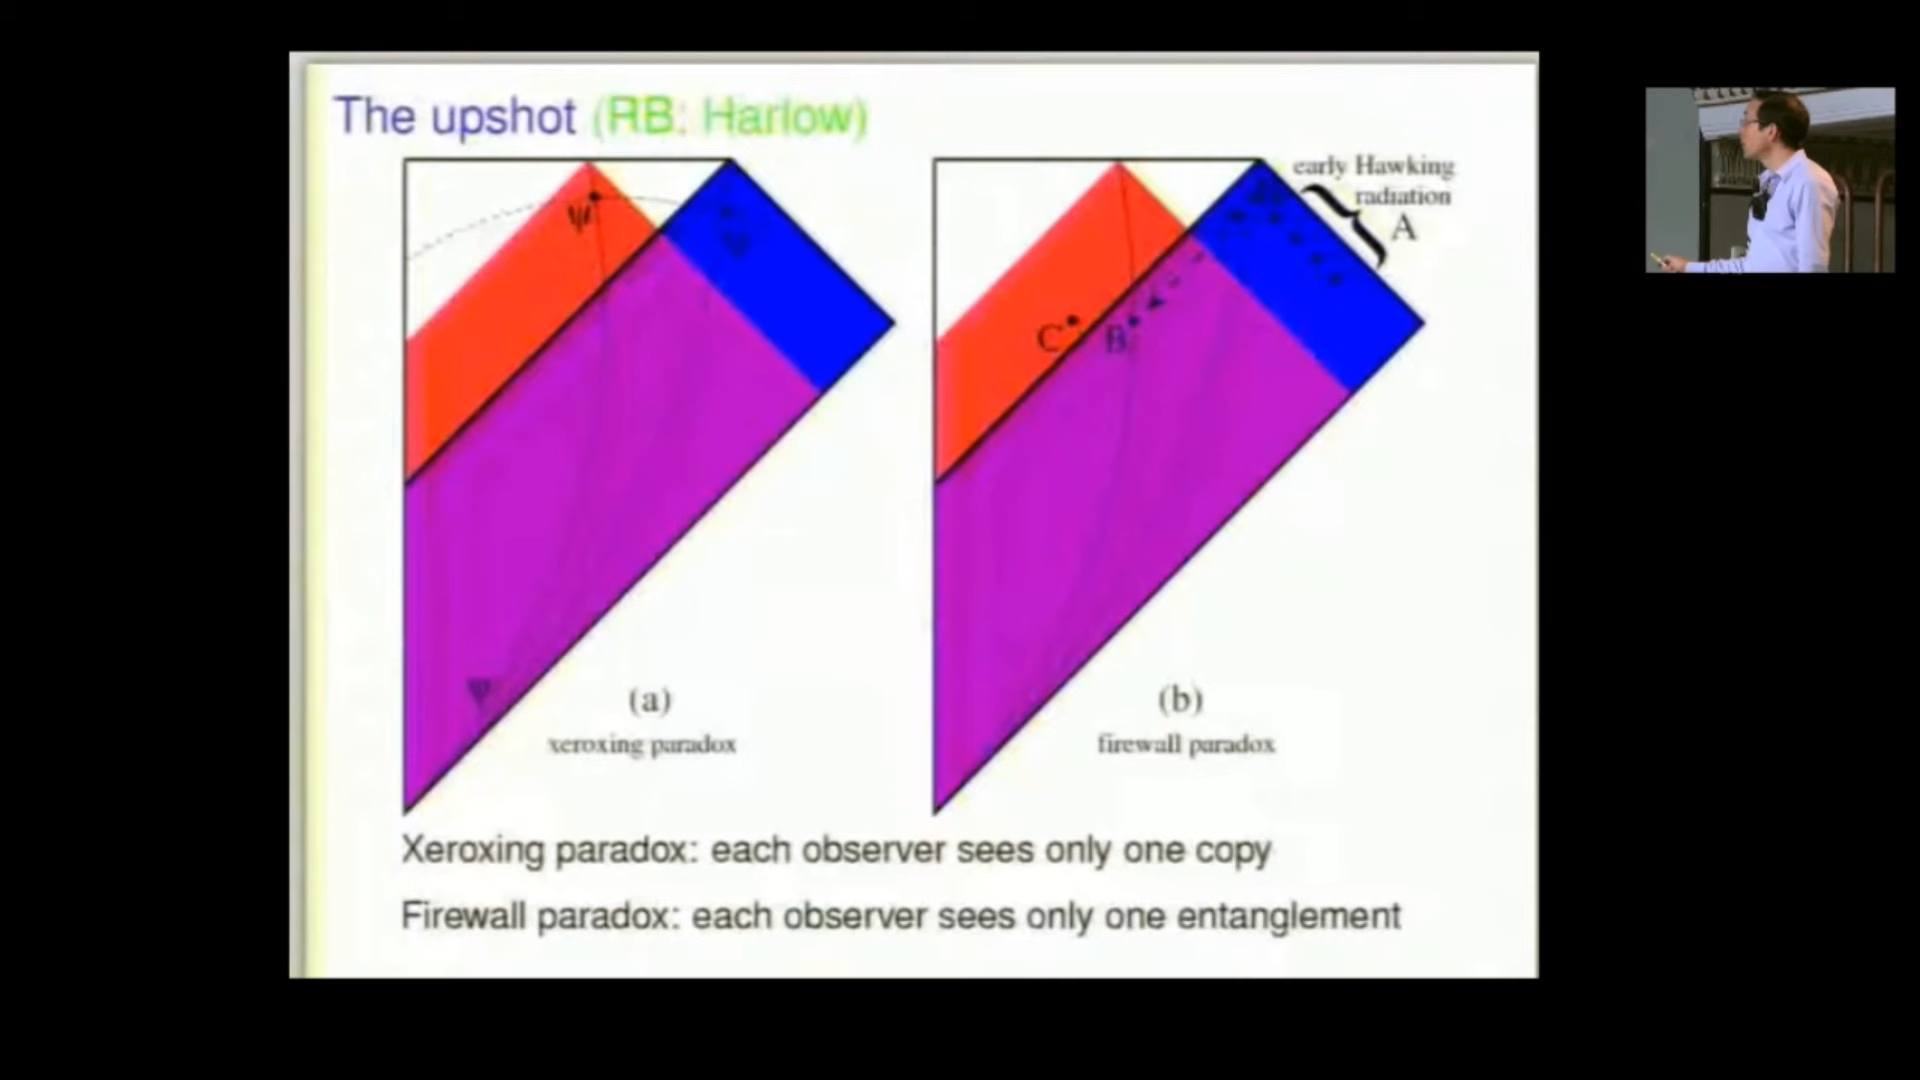 The upshot (RB: Harlow)
early Hawking
radiation
A
ψ
C
B
Ψ
(a)
(b)
xeroxing paradox
firewall paradox
Xeroxing paradox: each observer sees only one copy
Firewall paradox: each observer sees only one entanglement